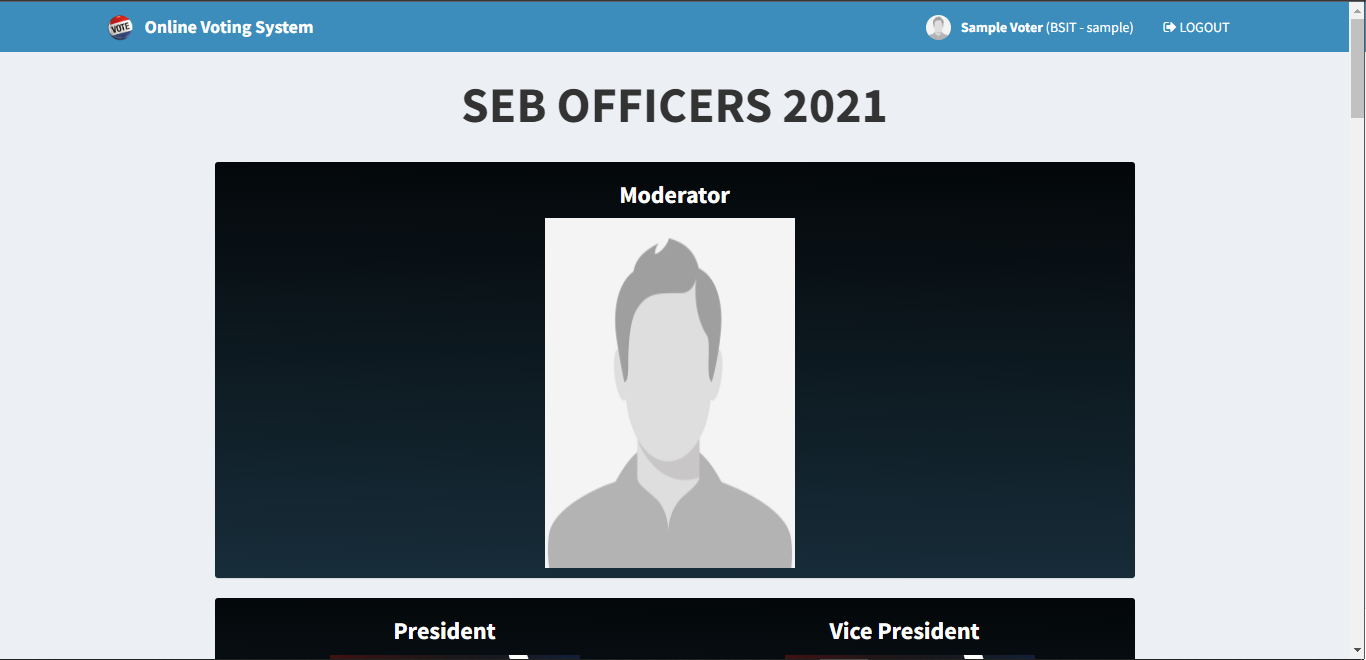 VOTE
Online Voting System
Sample Voter (BSIT - sample)
LOGOUT
SEB OFFICERS 2021
Moderator
President
Vice President